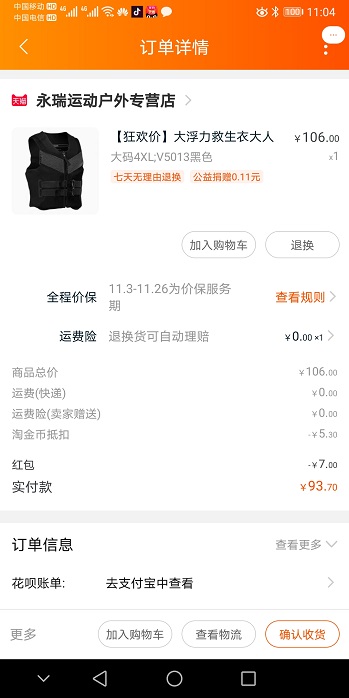 中国移动 HD 4G 4G 100 11:04
中国电信 HD
订单详情
天猫 永瑞运动户外专营店
【狂欢价】大浮力救生衣大人 ￥106.00
大码4XL;V5013黑色 x1
七天无理由退换 公益捐赠0.11元
加入购物车 退换
全程价保 11.3-11.26为价保服务期 查看规则
运费险 退换货可自动理赔 ￥0.00 ×1
商品总价 ￥106.00
运费(快递) ￥0.00
运费险(卖家赠送) ￥0.00
淘金币抵扣 -￥5.30
红包 -￥7.00
实付款 ￥93.70
订单信息 查看更多
花呗账单: 去支付宝中查看
更多 加入购物车 查看物流 确认收货